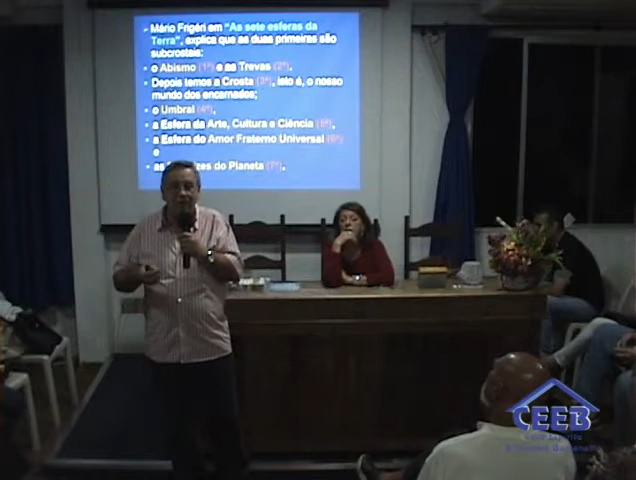 Mário Frigéri em "As sete esferas da
Terra", explica que as duas primeiras são
subcrostais:
o Abismo (1ª) e as Trevas (2ª).
Depois temos a Crosta (3ª), isto é, o nosso
mundo dos encarnados;
o Umbral (4ª),
a Esfera da Arte, Cultura e Ciência (5ª),
a Esfera do Amor Fraterno Universal (6ª)
e
as do Planeta (7ª).
CEEB